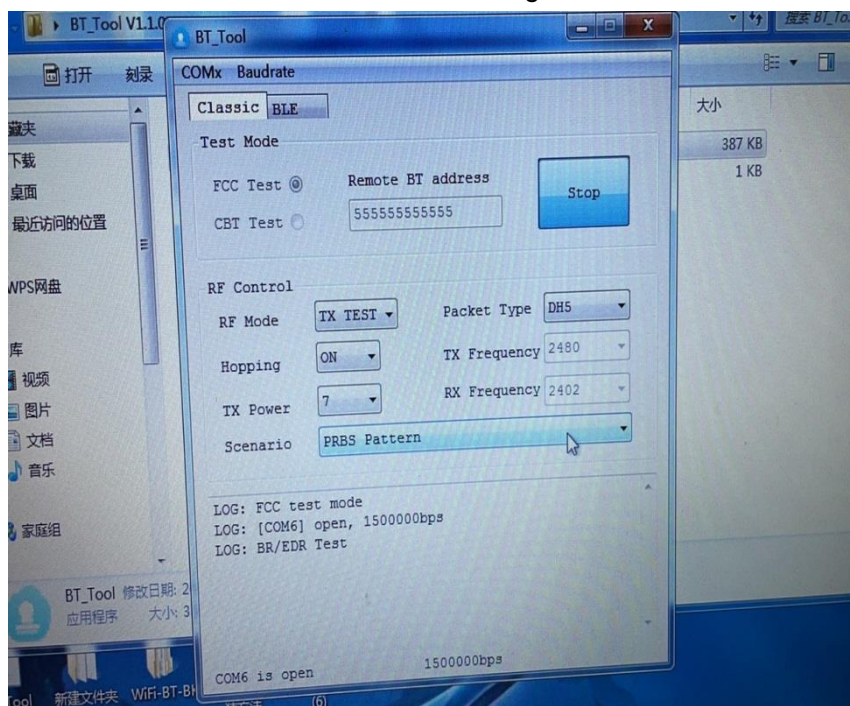 BT_Tool V1.1.0
搜索 BT_To
打开 刻录
藏夹
下载
桌面
最近访问的位置
WPS网盘
库
视频
图片
文档
音乐
家庭组
BT_Tool 修改日期: 2
应用程序 大小: 3
大小
387 KB
1 KB
BT_Tool
COMx Baudrate
Classic BLE
Test Mode
FCC Test Remote BT address
CBT Test 555555555555
Stop
RF Control
RF Mode TX TEST Packet Type DH5
Hopping ON TX Frequency 2480
TX Power 7 RX Frequency 2402
Scenario PRBS Pattern
LOG: FCC test mode
LOG: [COM6] open, 1500000bps
LOG: BR/EDR Test
COM6 is open 1500000bps
Tool 新建文件夹 WiFi-BT-BK
(6)